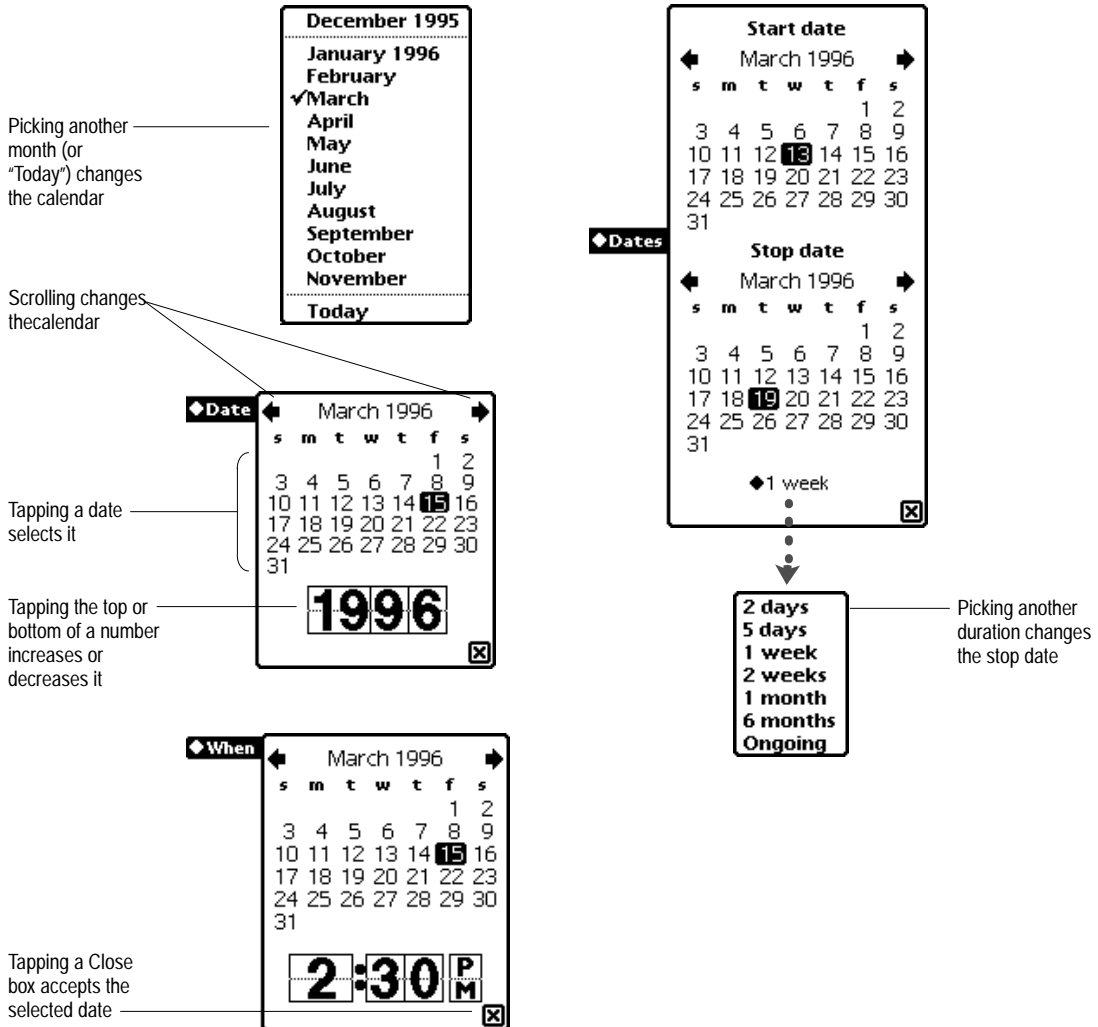 December 1995
January 1996
February
✓March
April
May
June
July
August
September
October
November
Today
Picking another
month (or
“Today”) changes
the calendar
Scrolling changes
thecalendar
◆Date
March 1996
s m t w t f s
1 2
3 4 5 6 7 8 9
10 11 12 13 14 15 16
17 18 19 20 21 22 23
24 25 26 27 28 29 30
31
1996
Tapping a date
selects it
Tapping the top or
bottom of a number
increases or
decreases it
◆When
March 1996
s m t w t f s
1 2
3 4 5 6 7 8 9
10 11 12 13 14 15 16
17 18 19 20 21 22 23
24 25 26 27 28 29 30
31
2:30 PM
Tapping a Close
box accepts the
selected date
◆Dates
Start date
March 1996
s m t w t f s
1 2
3 4 5 6 7 8 9
10 11 12 13 14 15 16
17 18 19 20 21 22 23
24 25 26 27 28 29 30
31
Stop date
March 1996
s m t w t f s
1 2
3 4 5 6 7 8 9
10 11 12 13 14 15 16
17 18 19 20 21 22 23
24 25 26 27 28 29 30
31
◆1 week
2 days
5 days
1 week
2 weeks
1 month
6 months
Ongoing
Picking another
duration changes
the stop date